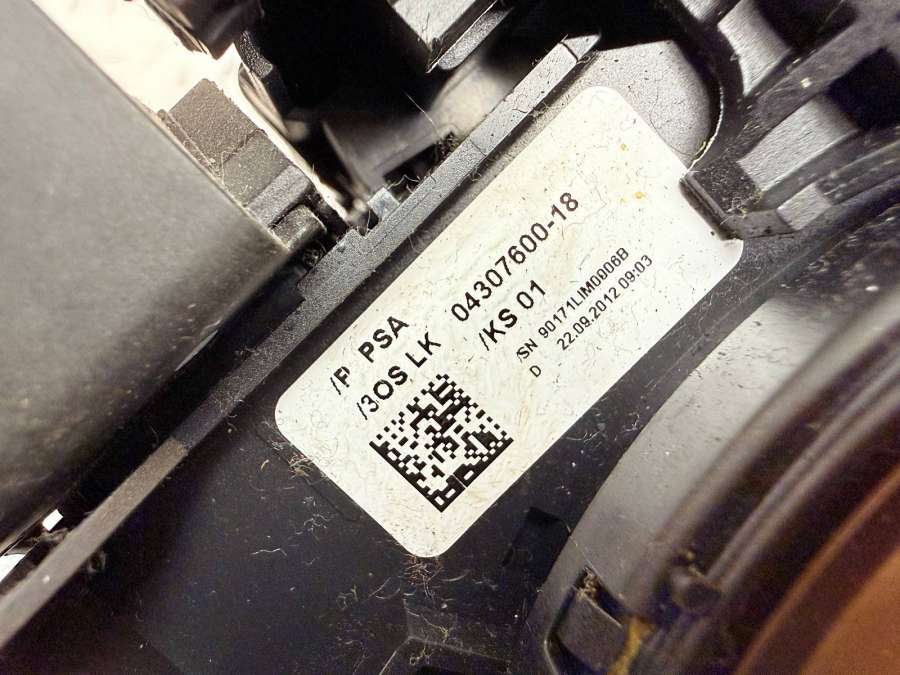 /P PSA
/3OS LK 04307600-18
/KS 01
/SN 90171LIM0006B
D 22.09.2012 09:03